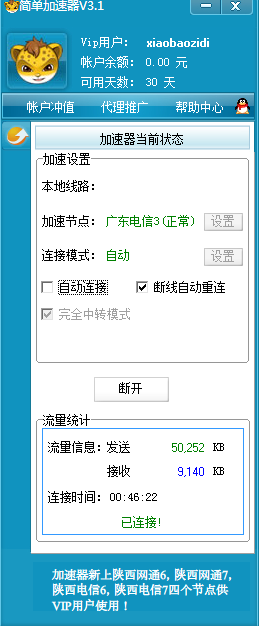 简单加速器V3.1
Vip用户： xiaobaozidi
帐户余额：0.00 元
可用天数：30 天
帐户冲值 代理推广 帮助中心
加速器当前状态
加速设置
本地线路：
加速节点：广东电信3(正常) 设置
连接模式：自动 设置
自动连接 断线自动重连
完全中转模式
断开
流量统计
流量信息：发送 50,252 KB
接收 9,140 KB
连接时间：00:46:22
已连接!
加速器新上陕西网通6,陕西网通7,
陕西电信6,陕西电信7四个节点供
VIP用户使用！